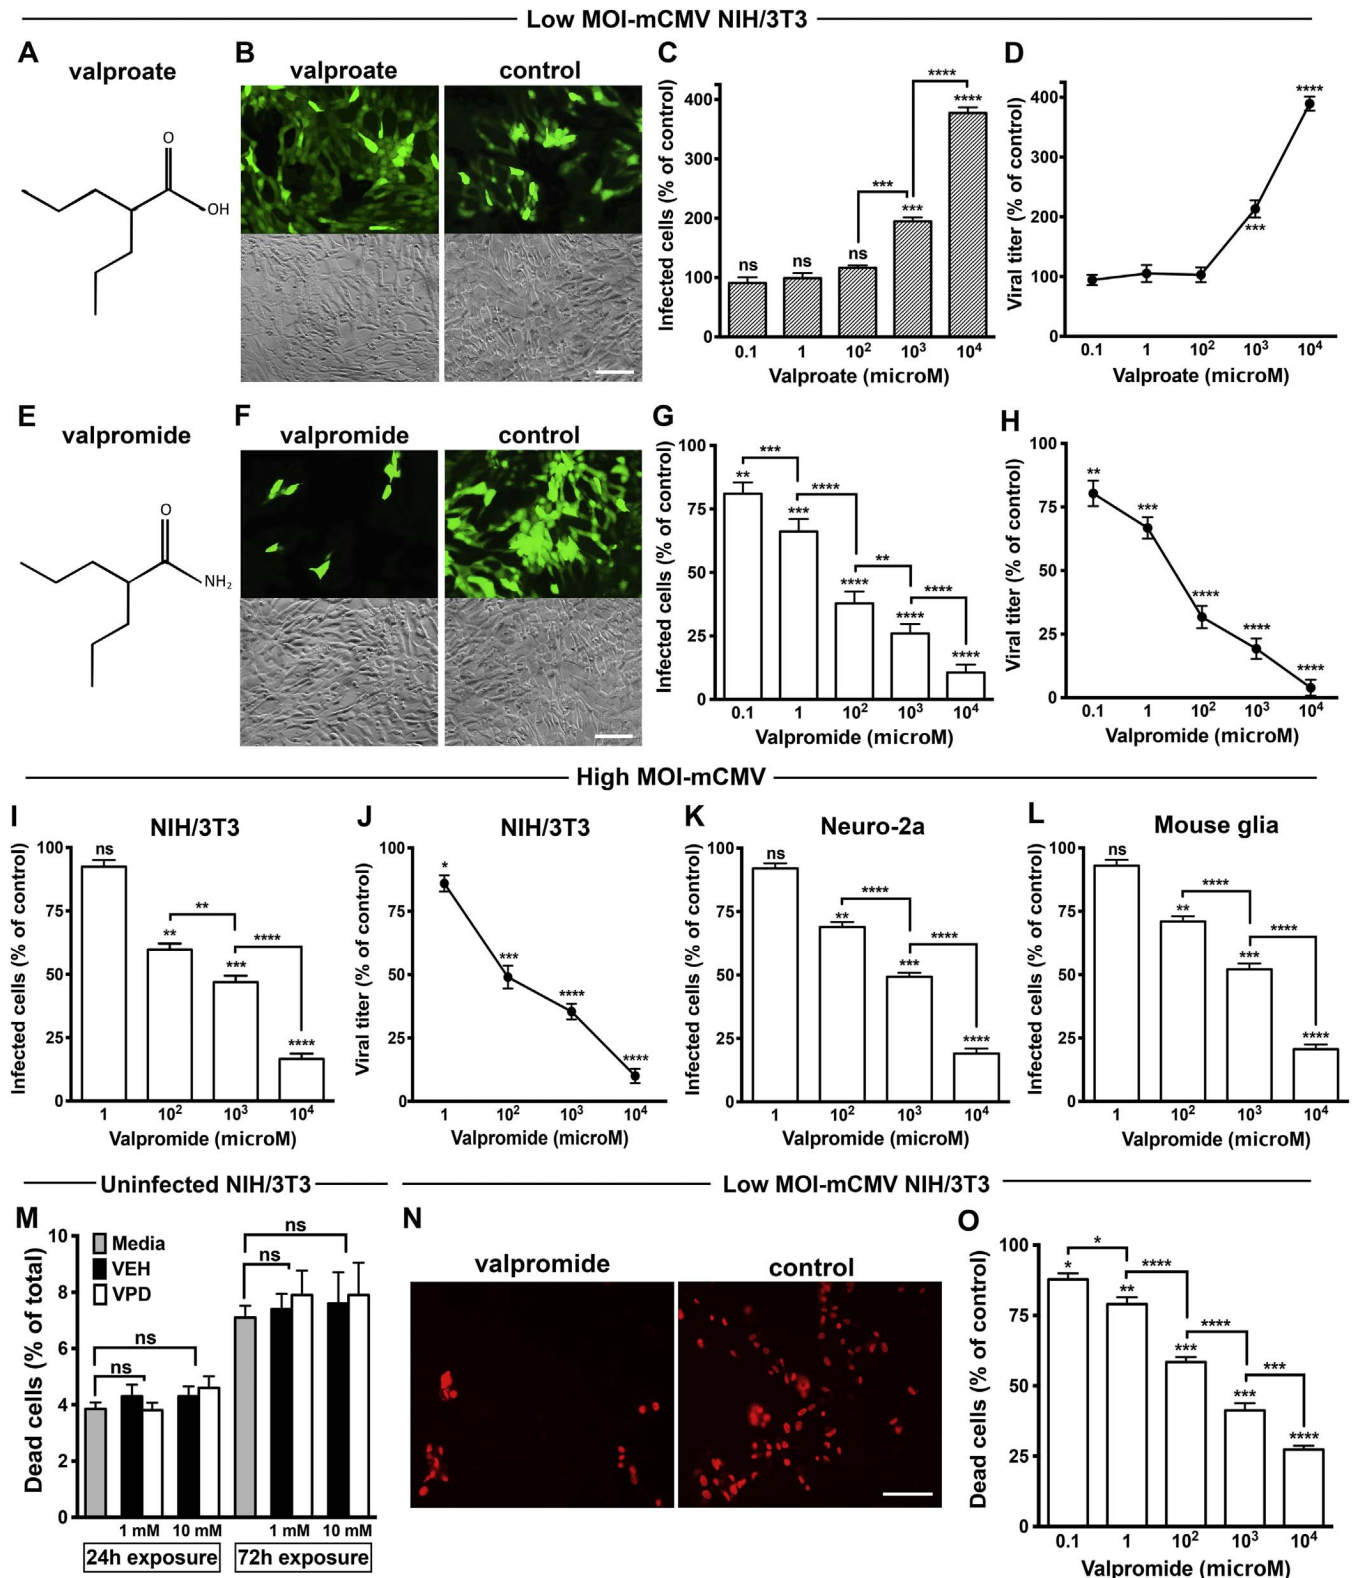 Low MOI-mCMV NIH/3T3
A
valproate
O
OH
B
valproate
control
C
****
****
***
***
ns
ns
ns
Infected cells (% of control)
400
300
200
100
0
0.1
1
10²
10³
10⁴
Valproate (microM)
D
****
***
Viral titer (% of control)
400
300
200
100
0
0.1
1
10²
10³
10⁴
Valproate (microM)
E
valpromide
O
NH₂
F
valpromide
control
G
***
**
****
***
**
****
****
****
****
Infected cells (% of control)
100
75
50
25
0
0.1
1
10²
10³
10⁴
Valpromide (microM)
H
**
***
****
****
****
Viral titer (% of control)
100
75
50
25
0
0.1
1
10²
10³
10⁴
Valpromide (microM)
High MOI-mCMV
I
NIH/3T3
ns
**
**
****
***
****
Infected cells (% of control)
100
75
50
25
0
1
10²
10³
10⁴
Valpromide (microM)
J
NIH/3T3
*
***
****
****
Viral titer (% of control)
100
75
50
25
0
1
10²
10³
10⁴
Valpromide (microM)
K
Neuro-2a
ns
****
**
****
***
****
Infected cells (% of control)
100
75
50
25
0
1
10²
10³
10⁴
Valpromide (microM)
L
Mouse glia
ns
****
**
****
***
****
Infected cells (% of control)
100
75
50
25
0
1
10²
10³
10⁴
Valpromide (microM)
Uninfected NIH/3T3
M
Media
VEH
VPD
ns
ns
ns
ns
Dead cells (% of total)
10
8
6
4
2
0
1 mM
10 mM
1 mM
10 mM
24h exposure
72h exposure
Low MOI-mCMV NIH/3T3
N
valpromide
control
O
*
*
****
**
****
***
***
***
****
Dead cells (% of control)
100
75
50
25
0
0.1
1
10²
10³
10⁴
Valpromide (microM)